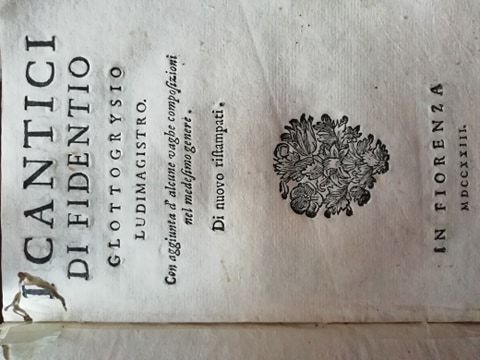 I CANTICI
DI FIDENTIO
GLOTTOGRYSIO
LUDIMAGISTRO.
Con aggiunta d'alcune vaghe compoſizioni
nel medeſimo genere.
Di nuovo riſtampati.
IN FIORENZA
MDCCXXIII.